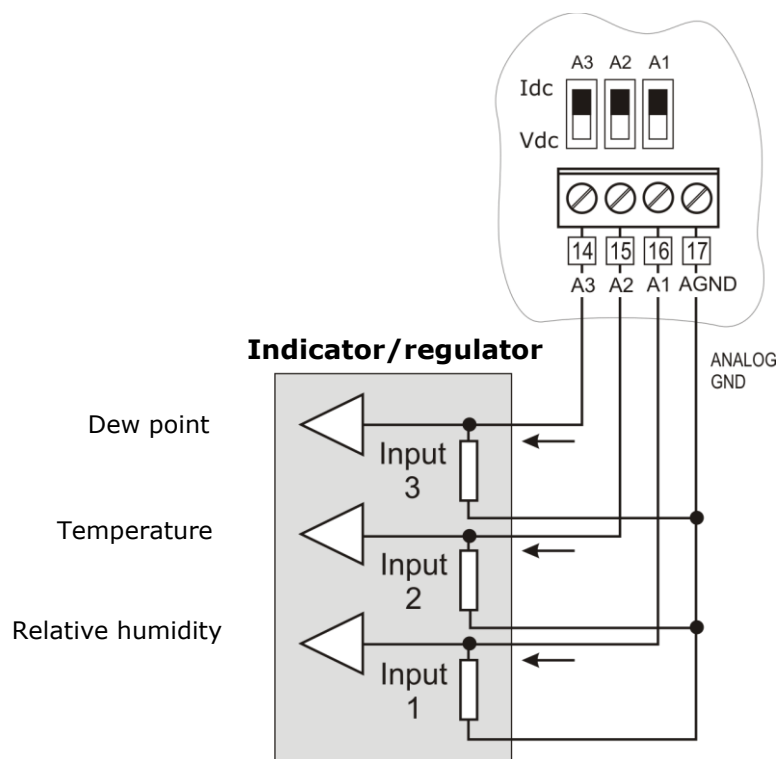 A3 A2 A1
Idc
Vdc
14 15 16 17
A3 A2 A1 AGND
Indicator/regulator
ANALOG
GND
Dew point
Input
3
Temperature
Input
2
Relative humidity
Input
1